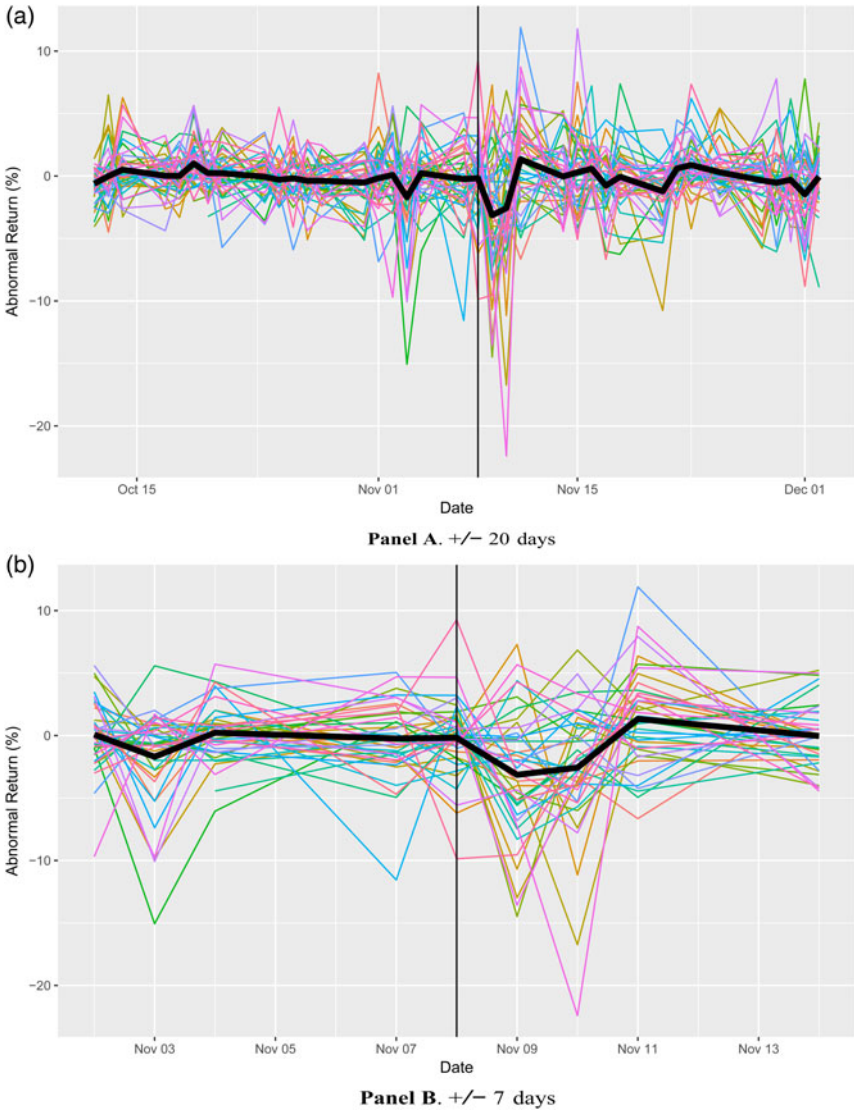 (a)
10
0
−10
−20
Abnormal Return (%)
Oct 15
Nov 01
Nov 15
Dec 01
Date
Panel A. +/− 20 days
(b)
10
0
−10
−20
Abnormal Return (%)
Nov 03
Nov 05
Nov 07
Nov 09
Nov 11
Nov 13
Date
Panel B. +/− 7 days